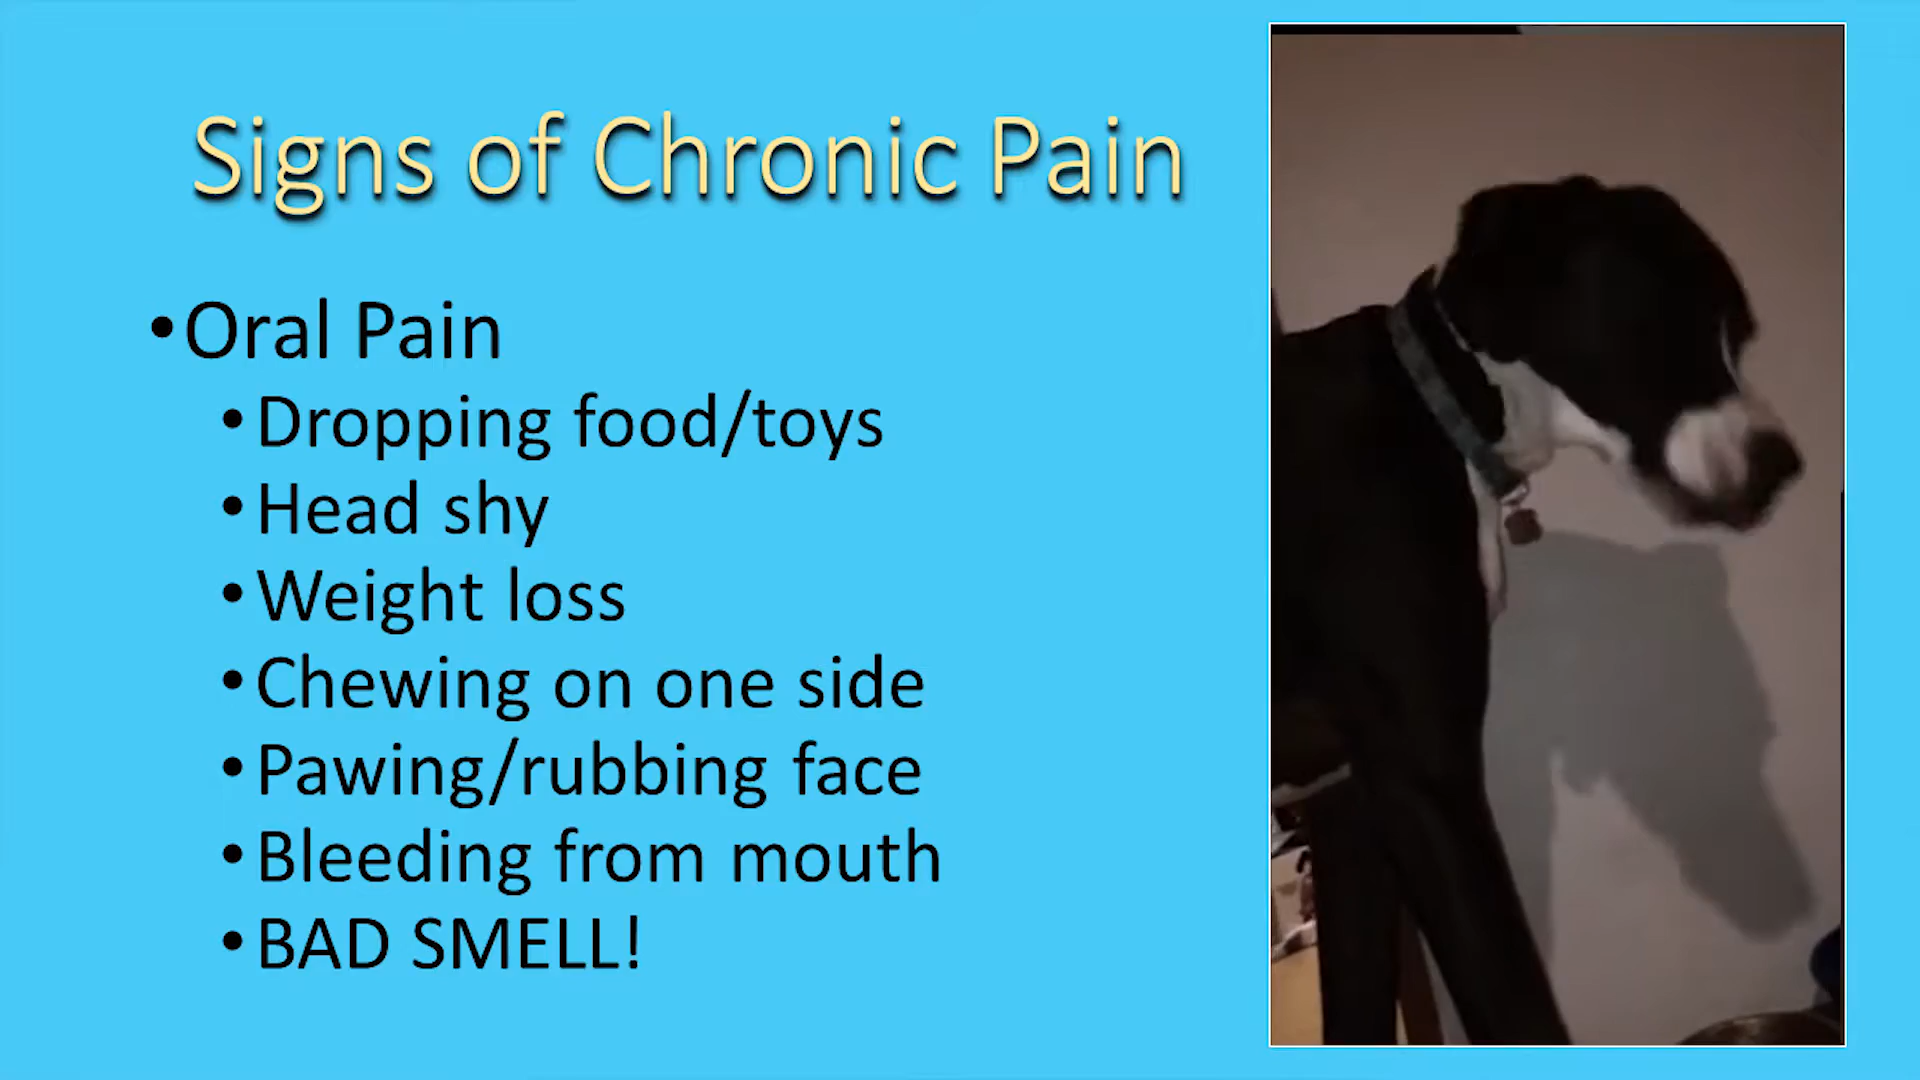 Signs of Chronic Pain
•Oral Pain
•Dropping food/toys
•Head shy
•Weight loss
•Chewing on one side
•Pawing/rubbing face
•Bleeding from mouth
•BAD SMELL!